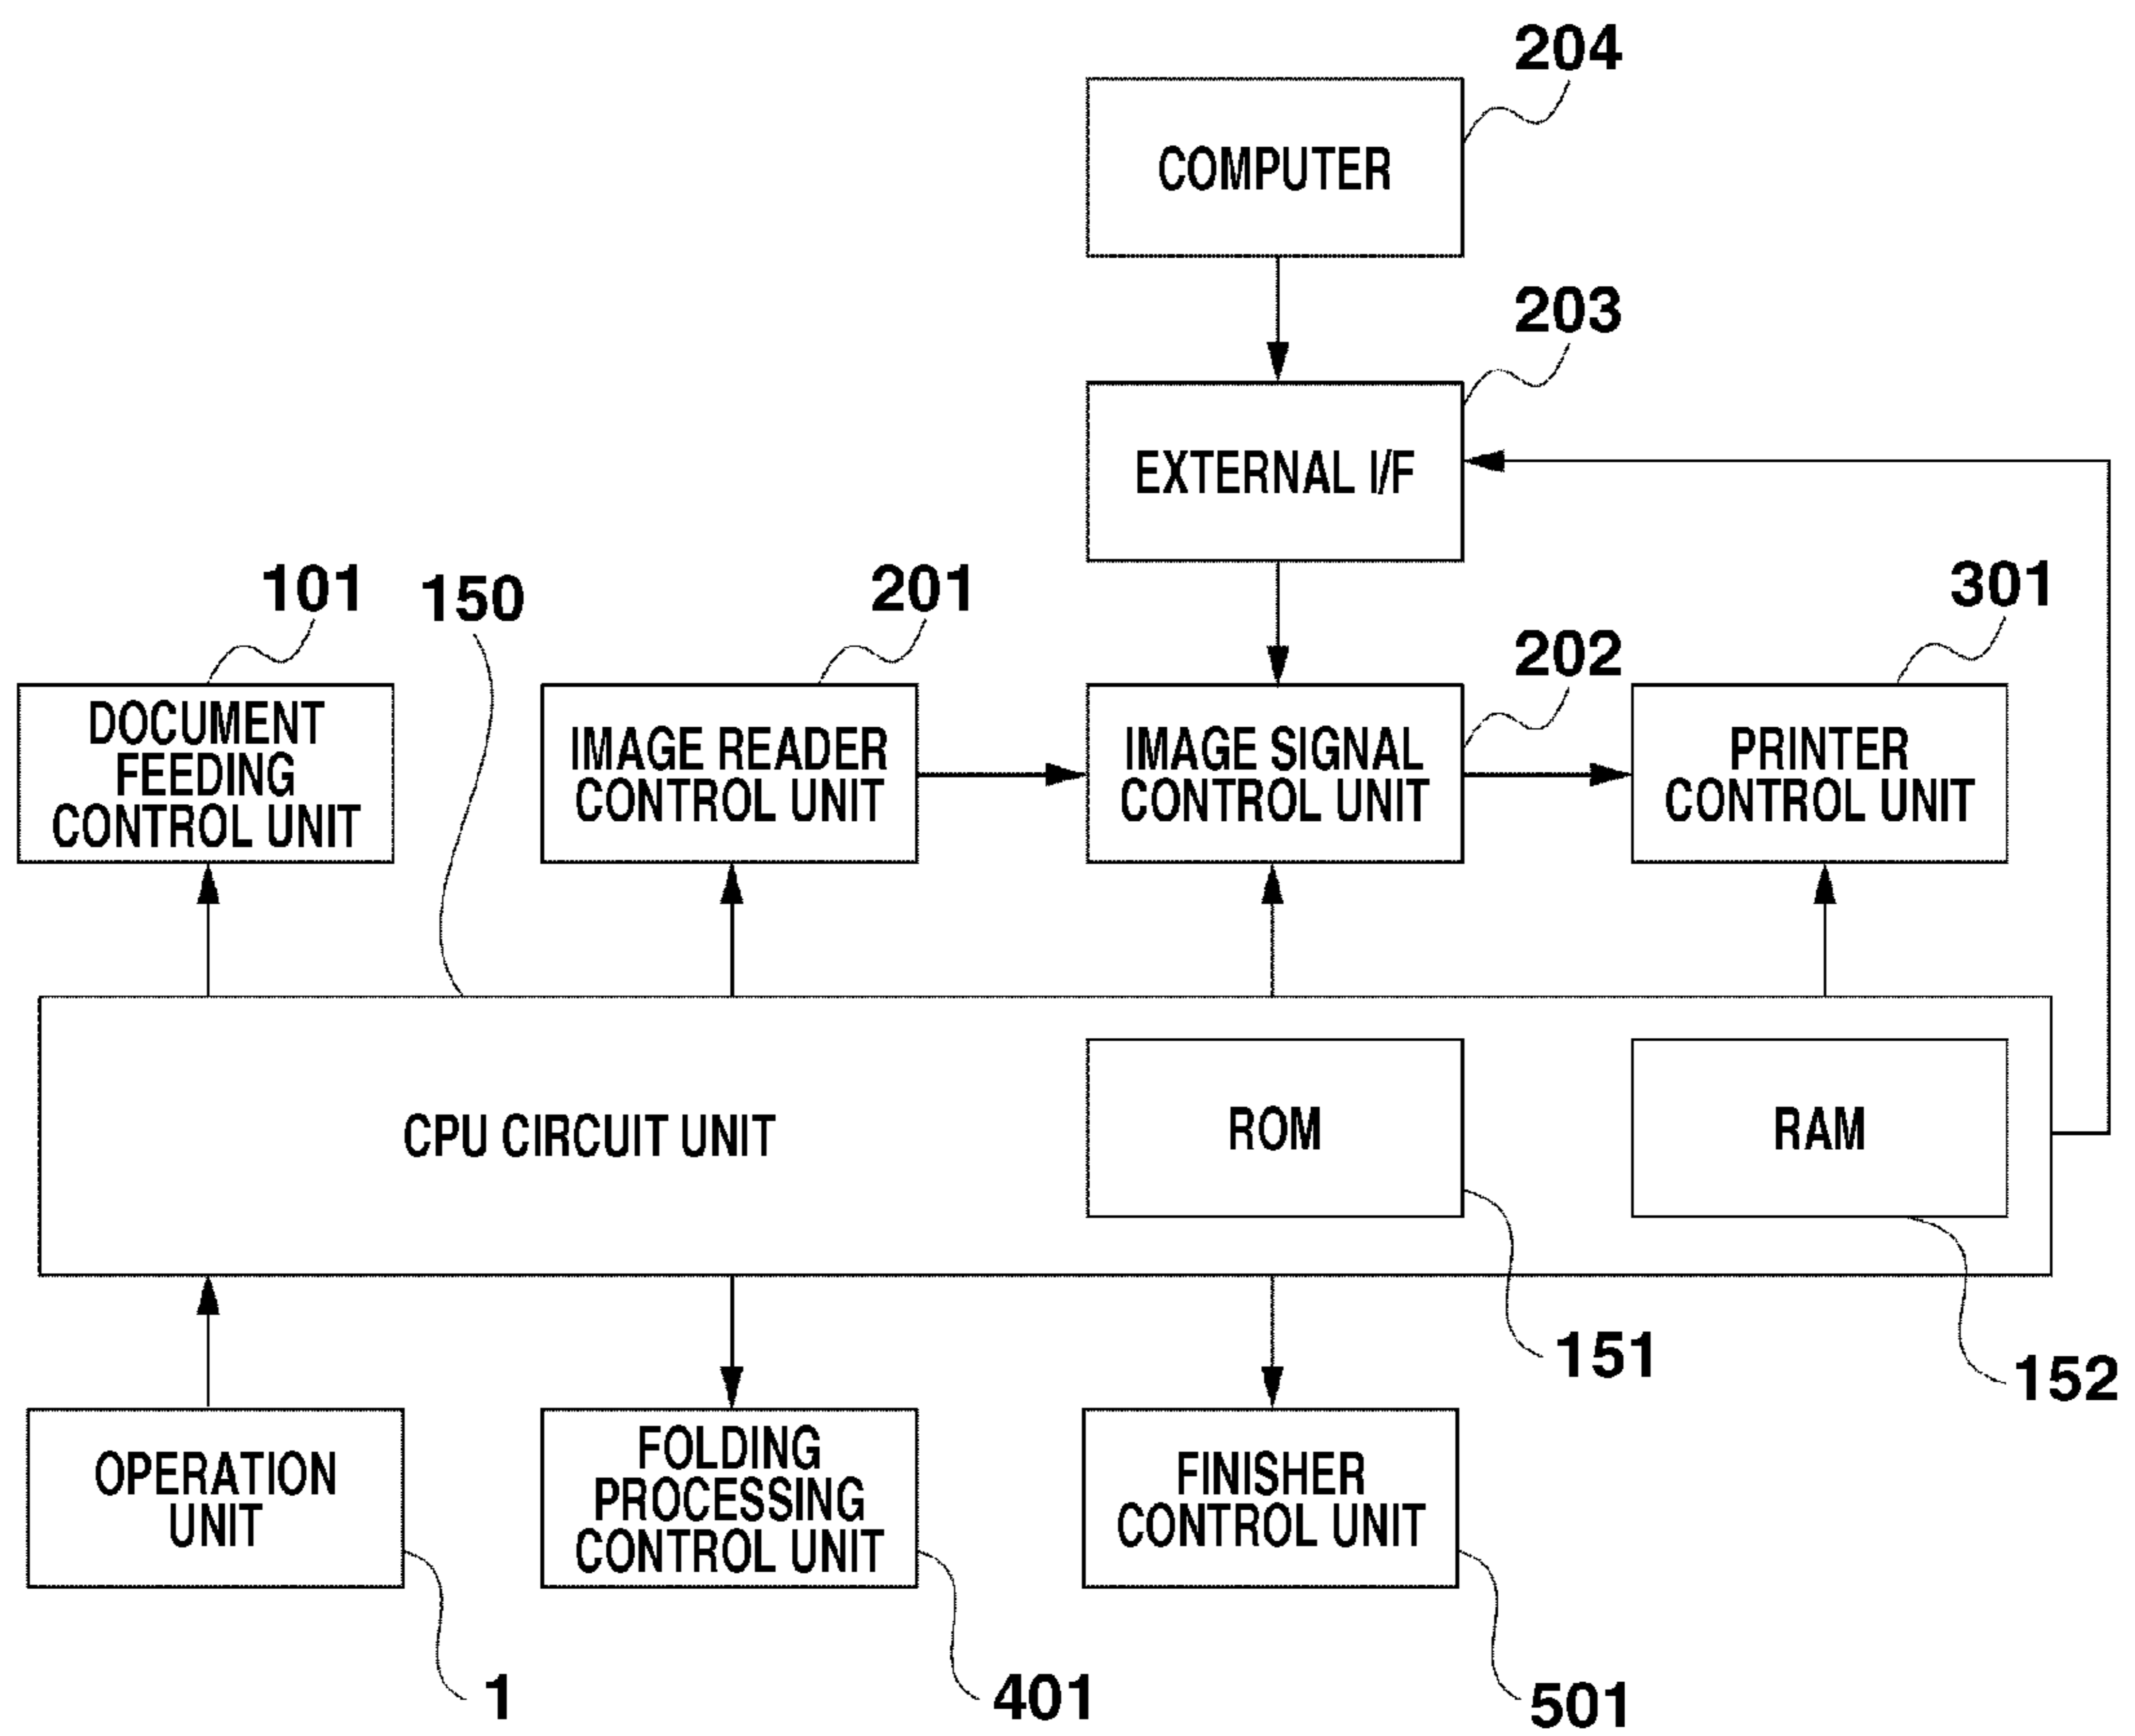 204
COMPUTER
203
EXTERNAL I/F
101
150
201
202
301
DOCUMENT
FEEDING
CONTROL UNIT
IMAGE READER
CONTROL UNIT
IMAGE SIGNAL
CONTROL UNIT
PRINTER
CONTROL UNIT
CPU CIRCUIT UNIT
ROM
RAM
151
152
OPERATION
UNIT
FOLDING
PROCESSING
CONTROL UNIT
FINISHER
CONTROL UNIT
1
401
501